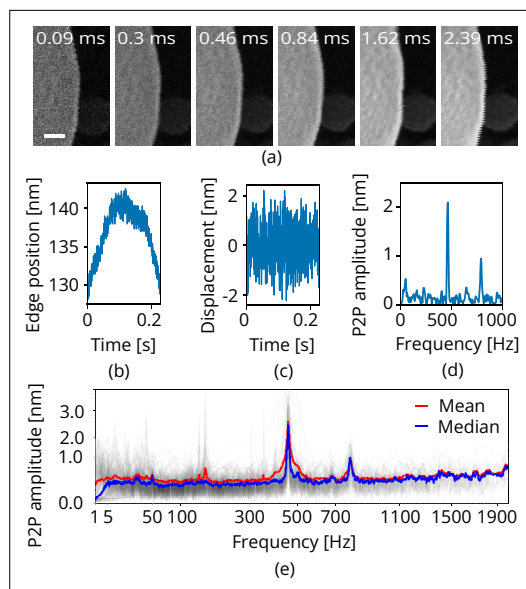 0.09 ms 0.3 ms 0.46 ms 0.84 ms 1.62 ms 2.39 ms
(a)
Edge position [nm]
140
135
130
0 0.2
Time [s]
(b)
Displacement [nm]
2
0
-2
0 0.2
Time [s]
(c)
P2P amplitude [nm]
2
1
0
0 500 1000
Frequency [Hz]
(d)
P2P amplitude [nm]
3.0
2.0
1.0
0.0
Mean
Median
1 5 50 100 300 500 700 1100 1500 1900
Frequency [Hz]
(e)